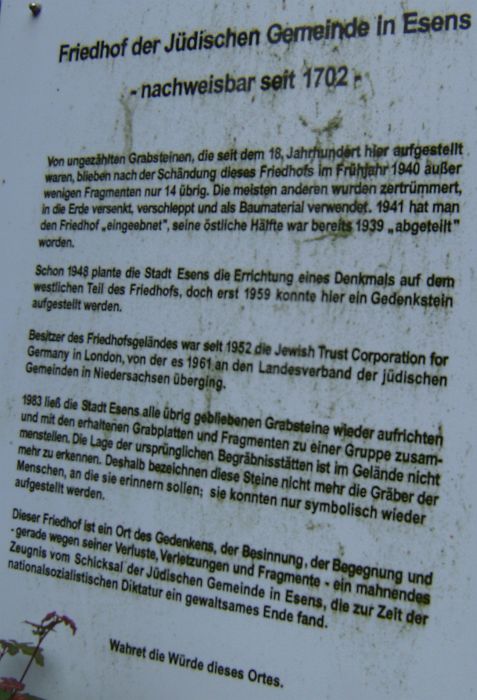 Friedhof der Jüdischen Gemeinde in Esens
- nachweisbar seit 1702 -
Von ungezählten Grabsteinen, die seit dem 18. Jahrhundert hier aufgestellt
waren, blieben nach der Schändung dieses Friedhofs im Frühjahr 1940 außer
wenigen Fragmenten nur 14 übrig. Die meisten anderen wurden zertrümmert,
in die Erde versenkt, verschleppt und als Baumaterial verwendet. 1941 hat man
den Friedhof „eingeebnet", seine östliche Hälfte war bereits 1939 „abgeteilt"
worden.
Schon 1948 plante die Stadt Esens die Errichtung eines Denkmals auf dem
westlichen Teil des Friedhofs, doch erst 1959 konnte hier ein Gedenkstein
aufgestellt werden.
Besitzer des Friedhofsgeländes war seit 1952 die Jewish Trust Corporation for
Germany in London, von der es 1961 an den Landesverband der jüdischen
Gemeinden in Niedersachsen überging.
1983 ließ die Stadt Esens alle übrig gebliebenen Grabsteine wieder aufrichten
und mit den erhaltenen Grabplatten und Fragmenten zu einer Gruppe zusam-
menstellen. Die Lage der ursprünglichen Begräbnisstätten ist im Gelände nicht
mehr zu erkennen. Deshalb bezeichnen diese Steine nicht mehr die Gräber der
Menschen, an die sie erinnern sollen; sie konnten nur symbolisch wieder
aufgestellt werden.
Dieser Friedhof ist ein Ort des Gedenkens, der Besinnung, der Begegnung und
- gerade wegen seiner Verluste, Verletzungen und Fragmente - ein mahnendes
Zeugnis vom Schicksal der Jüdischen Gemeinde in Esens, die zur Zeit der
nationalsozialistischen Diktatur ein gewaltsames Ende fand.
Wahret die Würde dieses Ortes.